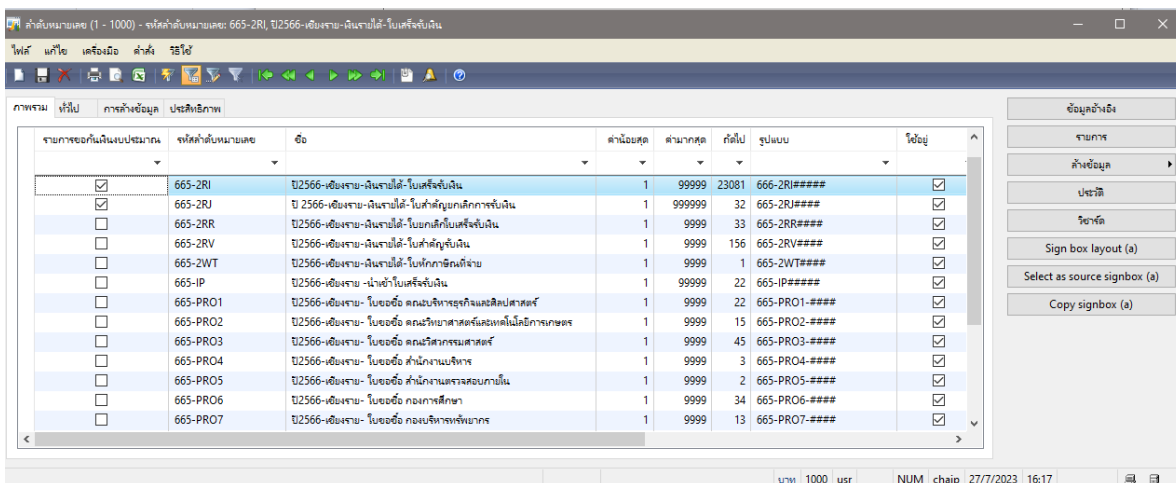 ลำดับหมายเลข (1 - 1000) - รหัสลำดับหมายเลข: 665-2RI, ปี2566-เชียงราย-เงินรายได้-ใบเสร็จรับเงิน
ไฟล์ แก้ไข เครื่องมือ คำสั่ง วิธีใช้
ภาพรวม ทั่วไป การล้างข้อมูล ประสิทธิภาพ
รายการขอกันเงินงบประมาณ รหัสลำดับหมายเลข ชื่อ ค่าน้อยสุด ค่ามากสุด ถัดไป รูปแบบ ใช้อยู่
665-2RI ปี2566-เชียงราย-เงินรายได้-ใบเสร็จรับเงิน 1 99999 23081 666-2RI#####
665-2RJ ปี 2566-เชียงราย-เงินรายได้-ใบสำคัญยกเลิกการรับเงิน 1 999999 32 665-2RJ####
665-2RR ปี2566-เชียงราย-เงินรายได้-ใบยกเลิกใบเสร็จรับเงิน 1 9999 33 665-2RR####
665-2RV ปี2566-เชียงราย-เงินรายได้-ใบสำคัญรับเงิน 1 9999 156 665-2RV####
665-2WT ปี2566-เชียงราย-เงินรายได้-ใบหักภาษีณที่จ่าย 1 9999 1 665-2WT####
665-IP ปี2566-เชียงราย -นำเข้าใบเสร็จรับเงิน 1 99999 22 665-IP#####
665-PRO1 ปี2566-เชียงราย- ใบขอซื้อ คณะบริหารธุรกิจและศิลปศาสตร์ 1 9999 22 665-PRO1-####
665-PRO2 ปี2566-เชียงราย- ใบขอซื้อ คณะวิทยาศาสตร์และเทคโนโลยีการเกษตร 1 9999 15 665-PRO2-####
665-PRO3 ปี2566-เชียงราย- ใบขอซื้อ คณะวิศวกรรมศาสตร์ 1 9999 45 665-PRO3-####
665-PRO4 ปี2566-เชียงราย- ใบขอซื้อ สำนักงานบริหาร 1 9999 3 665-PRO4-####
665-PRO5 ปี2566-เชียงราย- ใบขอซื้อ สำนักงานตรวจสอบภายใน 1 9999 2 665-PRO5-####
665-PRO6 ปี2566-เชียงราย- ใบขอซื้อ กองการศึกษา 1 9999 34 665-PRO6-####
665-PRO7 ปี2566-เชียงราย- ใบขอซื้อ กองบริหารทรัพยากร 1 9999 13 665-PRO7-####
ข้อมูลอ้างอิง
รายการ
ล้างข้อมูล
ประวัติ
วิซาร์ด
Sign box layout (a)
Select as source signbox (a)
Copy signbox (a)
บาท 1000 usr NUM chaip 27/7/2023 16:17